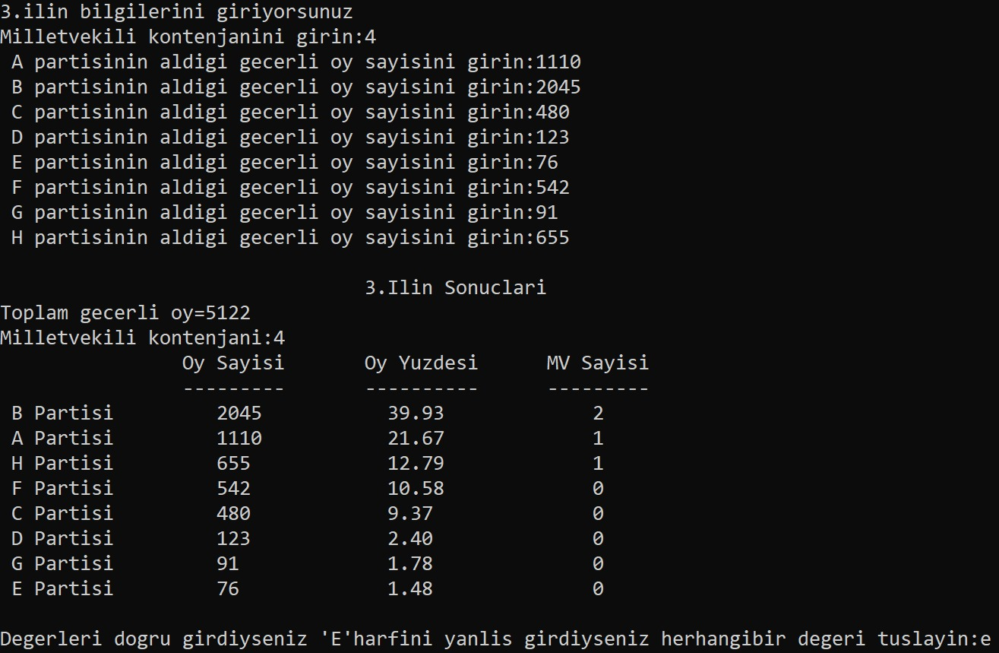 3.ilin bilgilerini giriyorsunuz
Milletvekili kontenjanini girin:4
A partisinin aldigi gecerli oy sayisini girin:1110
B partisinin aldigi gecerli oy sayisini girin:2045
C partisinin aldigi gecerli oy sayisini girin:480
D partisinin aldigi gecerli oy sayisini girin:123
E partisinin aldigi gecerli oy sayisini girin:76
F partisinin aldigi gecerli oy sayisini girin:542
G partisinin aldigi gecerli oy sayisini girin:91
H partisinin aldigi gecerli oy sayisini girin:655
3.Ilin Sonuclari
Toplam gecerli oy=5122
Milletvekili kontenjani:4
Oy Sayisi Oy Yuzdesi MV Sayisi
--------- ---------- ---------
B Partisi 2045 39.93 2
A Partisi 1110 21.67 1
H Partisi 655 12.79 1
F Partisi 542 10.58 0
C Partisi 480 9.37 0
D Partisi 123 2.40 0
G Partisi 91 1.78 0
E Partisi 76 1.48 0
Degerleri dogru girdiyseniz 'E'harfini yanlis girdiyseniz herhangibir degeri tuslayin:e